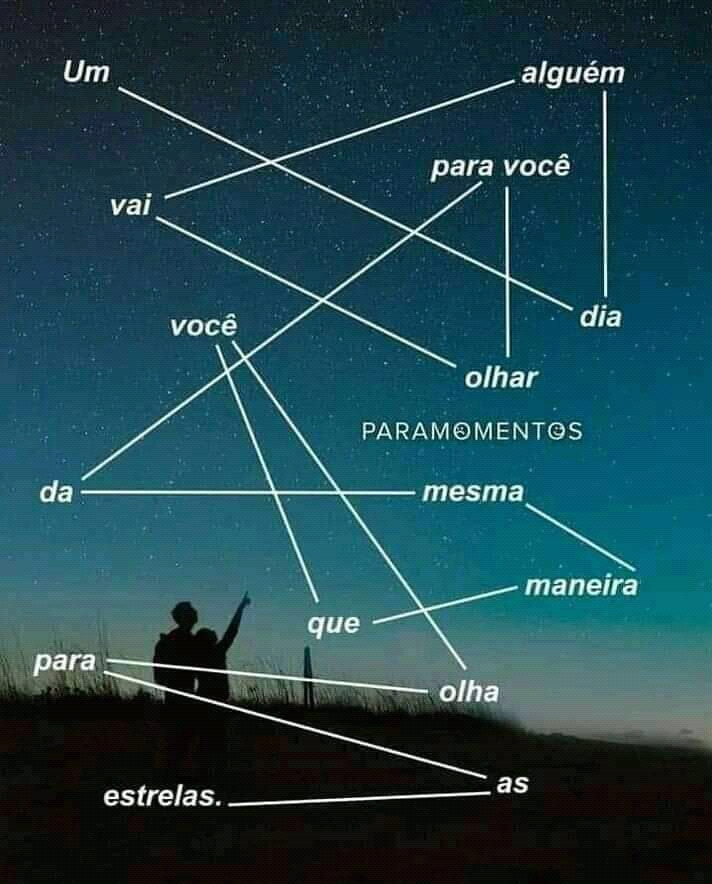 Um
dia
alguém
vai
olhar
para você
da
mesma
maneira
que
você
olha
para
as
estrelas.
PARAMOMENTOS